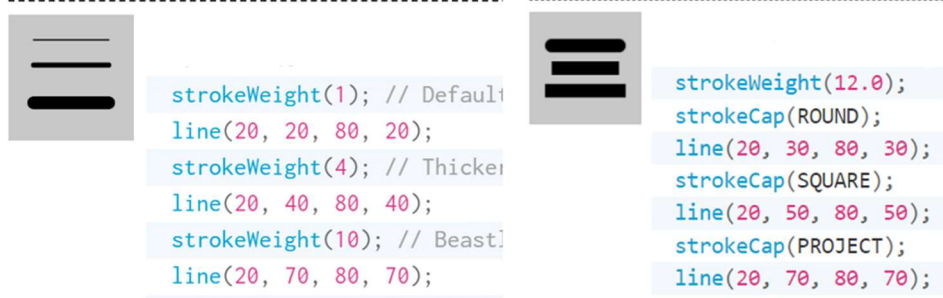 strokeWeight(1); // Default
line(20, 20, 80, 20);
strokeWeight(4); // Thicker
line(20, 40, 80, 40);
strokeWeight(10); // Beastl
line(20, 70, 80, 70);
strokeWeight(12.0);
strokeCap(ROUND);
line(20, 30, 80, 30);
strokeCap(SQUARE);
line(20, 50, 80, 50);
strokeCap(PROJECT);
line(20, 70, 80, 70);